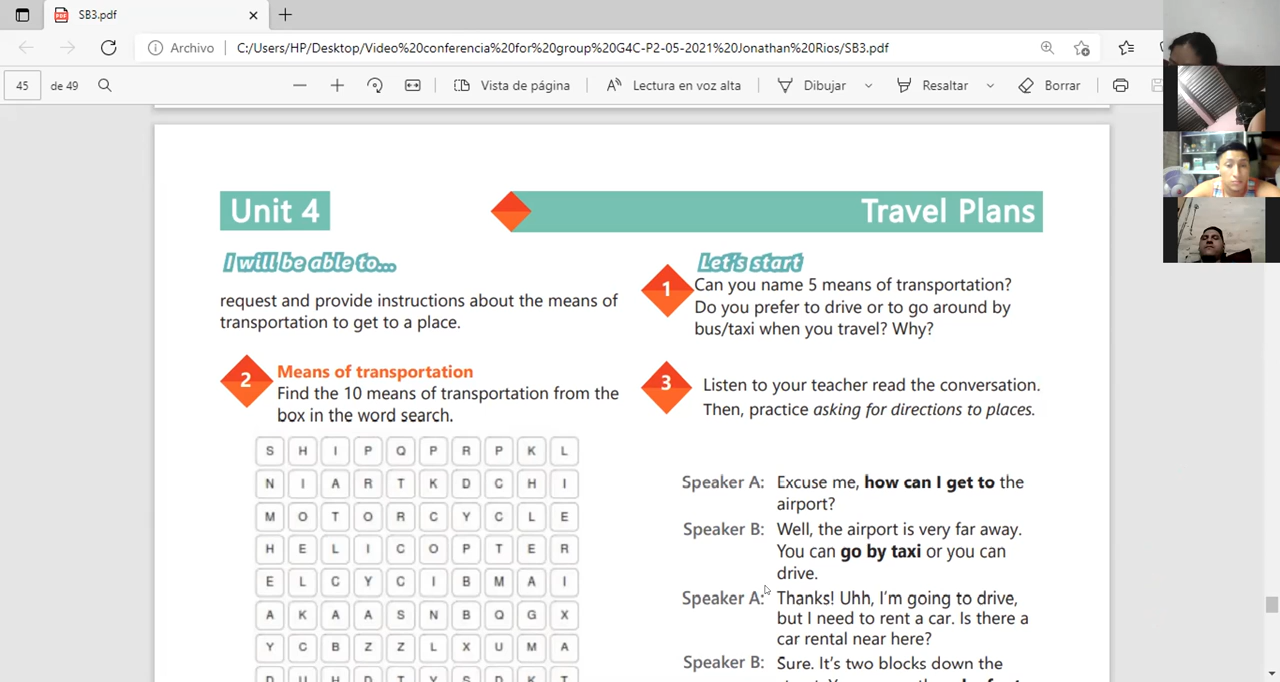 SB3.pdf
Archivo
C:/Users/HP/Desktop/Video%20conferencia%20for%20group%20G4C-P2-05-2021%20Jonathan%20Rios/SB3.pdf
45 de 49
Vista de página
Lectura en voz alta
Dibujar
Resaltar
Borrar
Unit 4
Travel Plans
I will be able to...
request and provide instructions about the means of
transportation to get to a place.
2
Means of transportation
Find the 10 means of transportation from the
box in the word search.
S H I P Q P R P K L
N I A R T K D C H I
M O T O R C Y C L E
H E L I C O P T E R
E L C Y C I B M A I
A K A A S N B Q G X
Y C B Z Z L X U M A
Let's start
1
Can you name 5 means of transportation?
Do you prefer to drive or to go around by
bus/taxi when you travel? Why?
3
Listen to your teacher read the conversation.
Then, practice asking for directions to places.
Speaker A: Excuse me, how can I get to the
airport?
Speaker B: Well, the airport is very far away.
You can go by taxi or you can
drive.
Speaker A: Thanks! Uhh, I'm going to drive,
but I need to rent a car. Is there a
car rental near here?
Speaker B: Sure. It's two blocks down the